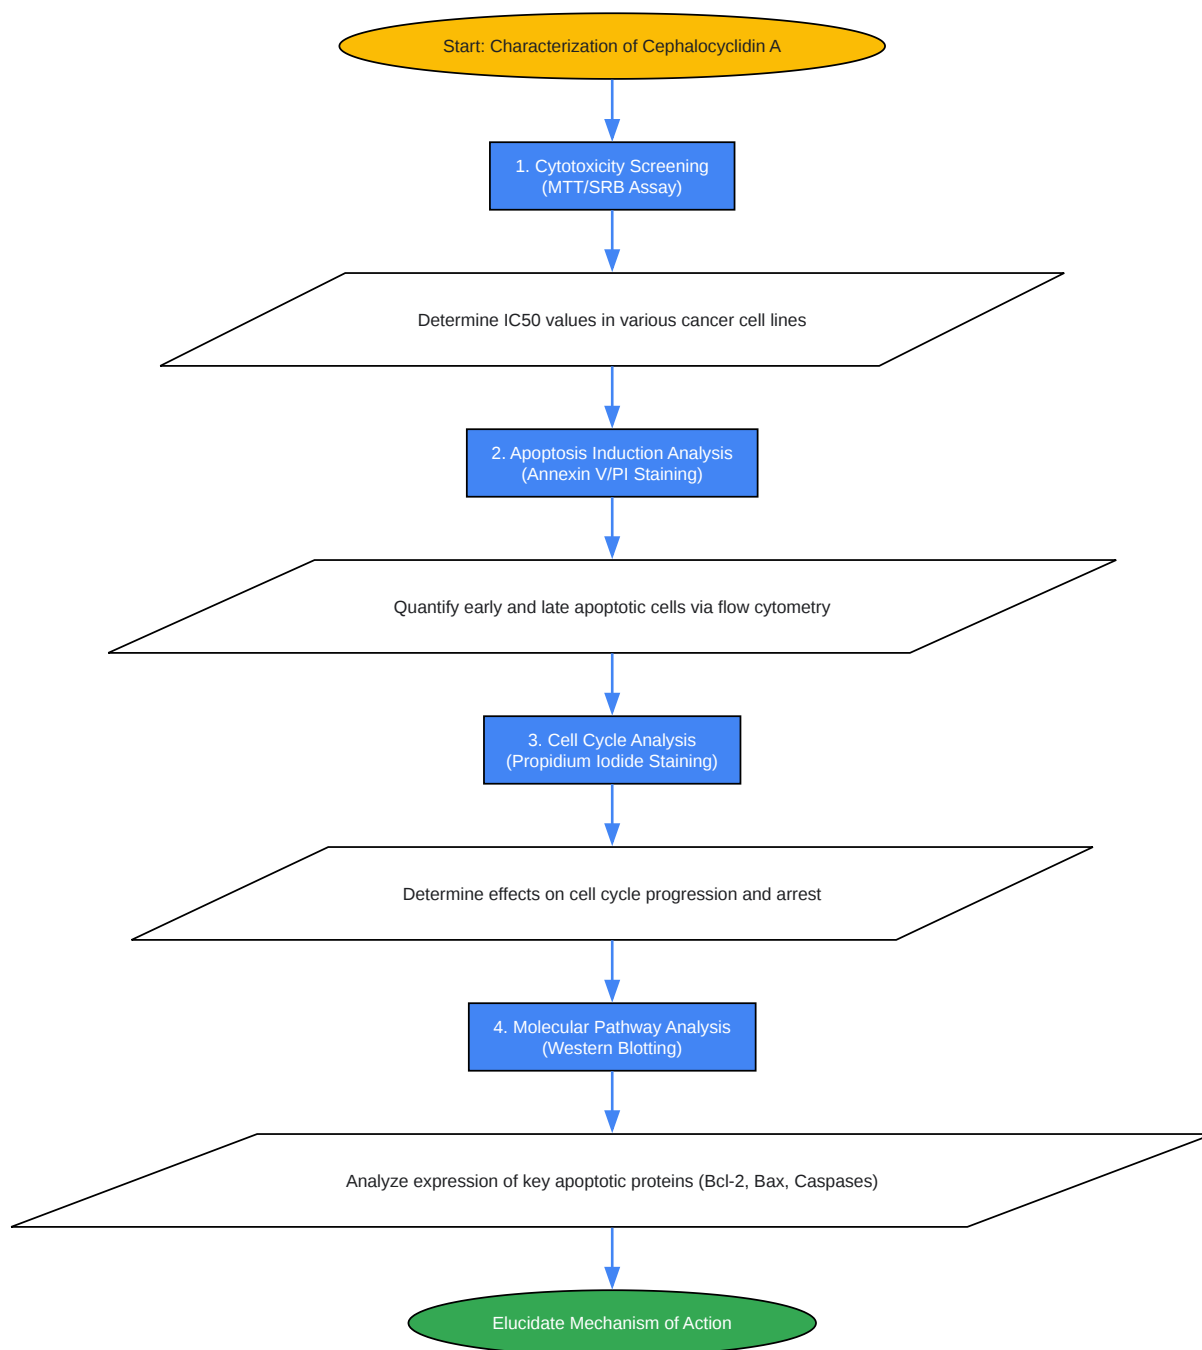 Start: Characterization of Cephalocyclidin A
1. Cytotoxicity Screening
(MTT/SRB Assay)
Determine IC50 values in various cancer cell lines
2. Apoptosis Induction Analysis
(Annexin V/PI Staining)
Quantify early and late apoptotic cells via flow cytometry
3. Cell Cycle Analysis
(Propidium Iodide Staining)
Determine effects on cell cycle progression and arrest
4. Molecular Pathway Analysis
(Western Blotting)
Analyze expression of key apoptotic proteins (Bcl-2, Bax, Caspases)
Elucidate Mechanism of Action